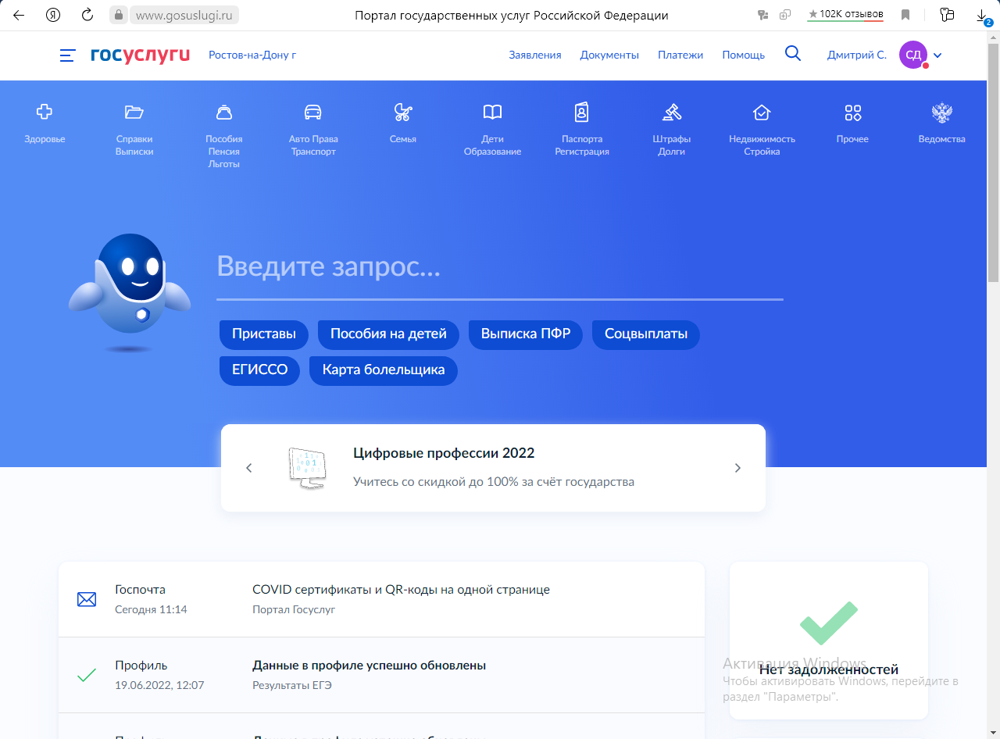 www.gosuslugi.ru
Портал государственных услуг Российской Федерации
★ 102K отзывов
2
госуслуги
Ростов-на-Дону г
Заявления
Документы
Платежи
Помощь
Дмитрий С.
СД
Здоровье
Справки
Выписки
Пособия
Пенсия
Льготы
Авто Права
Транспорт
Семья
Дети
Образование
Паспорта
Регистрация
Штрафы
Долги
Недвижимость
Стройка
Прочее
Ведомства
Введите запрос...
Приставы
Пособия на детей
Выписка ПФР
Соцвыплаты
ЕГИССО
Карта болельщика
Цифровые профессии 2022
Учитесь со скидкой до 100% за счёт государства
Госпочта
Сегодня 11:14
COVID сертификаты и QR-коды на одной странице
Портал Госуслуг
Профиль
19.06.2022, 12:07
Данные в профиле успешно обновлены
Результаты ЕГЭ
Нет задолженностей
Активация Windows
Чтобы активировать Windows, перейдите в
раздел "Параметры".